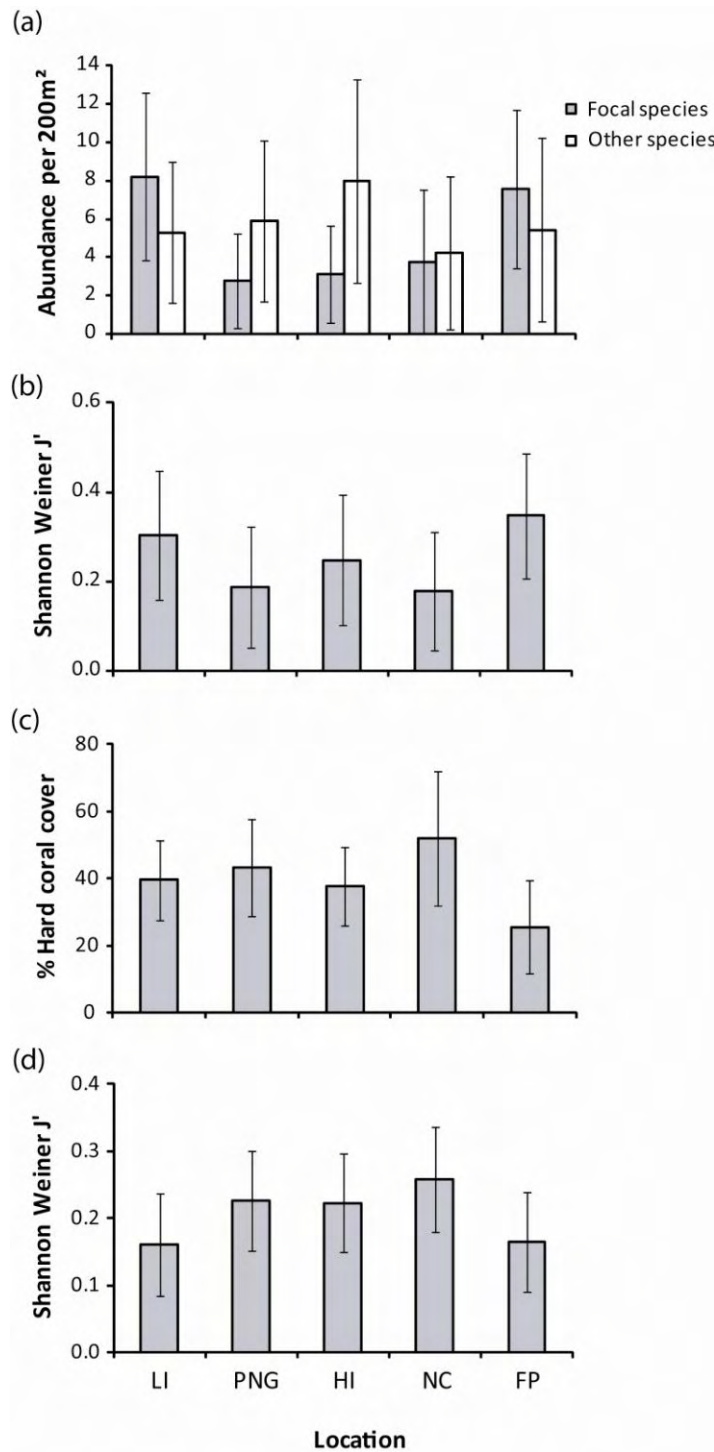 (a)
Abundance per 200m²
14
12
10
8
6
4
2
0
Focal species
Other species
(b)
Shannon Weiner J'
0.6
0.4
0.2
0.0
(c)
% Hard coral cover
80
60
40
20
0
(d)
Shannon Weiner J'
0.4
0.3
0.2
0.1
0.0
LI PNG HI NC FP
Location